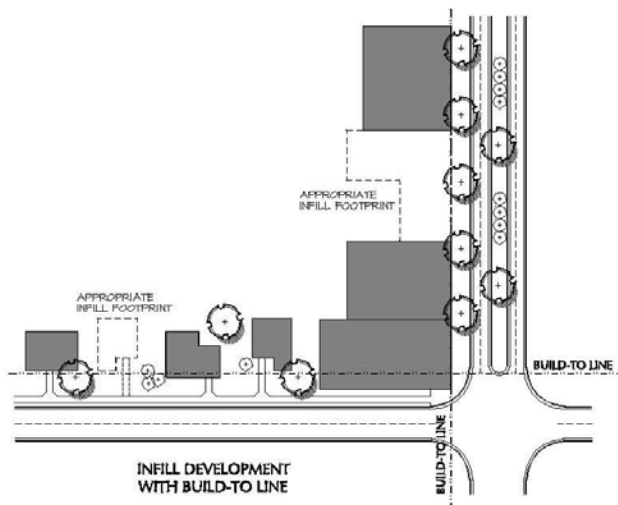 APPROPRIATE
INFILL FOOTPRINT
APPROPRIATE
INFILL FOOTPRINT
BUILD-TO LINE
BUILD-TO LINE
INFILL DEVELOPMENT
WITH BUILD-TO LINE